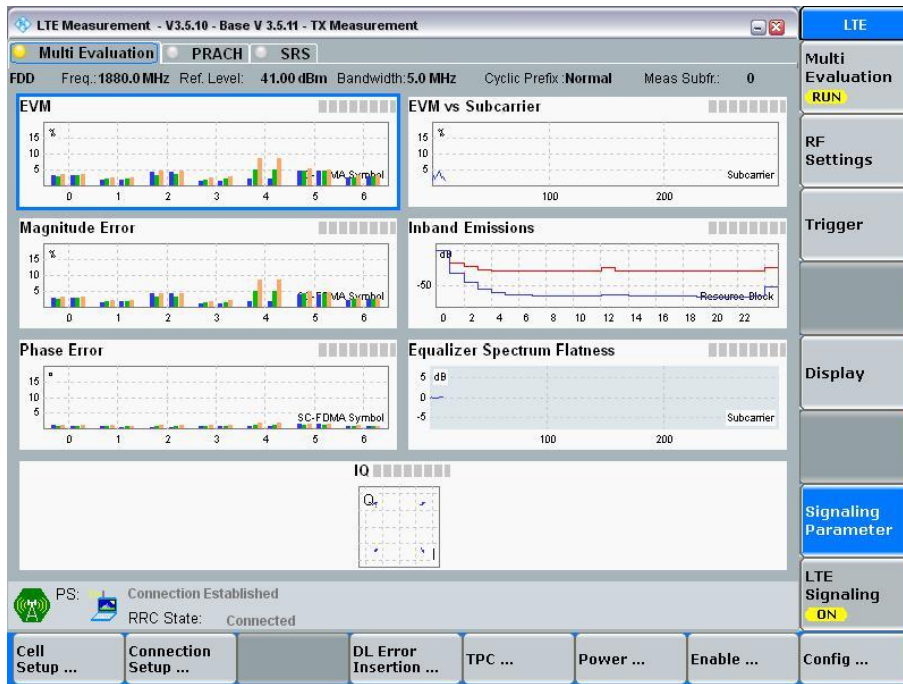 LTE Measurement - V3.5.10 - Base V 3.5.11 - TX Measurement
LTE
Multi Evaluation PRACH SRS
FDD Freq.: 1880.0 MHz Ref. Level: 41.00 dBm Bandwidth: 5.0 MHz Cyclic Prefix : Normal Meas Subfr.: 0
Multi
Evaluation
RUN
RF
Settings
Trigger
Display
Signaling
Parameter
LTE
Signaling
ON
EVM
%
15
10
5
0 1 2 3 4 5 6
EVM vs Subcarrier
%
15
10
5
Subcarrier
100 200
Magnitude Error
%
15
10
5
0 1 2 3 4 5 6
Inband Emissions
dB
-50
Resource Block
0 2 4 6 8 10 12 14 16 18 20 22
Phase Error
°
15
10
5
SC-FDMA Symbol
0 1 2 3 4 5 6
Equalizer Spectrum Flatness
5 dB
0
-5
Subcarrier
100 200
IQ
Q
I
PS: Connection Established
RRC State: Connected
Cell
Setup ...
Connection
Setup ...
DL Error
Insertion ...
TPC ...
Power ...
Enable ...
Config ...